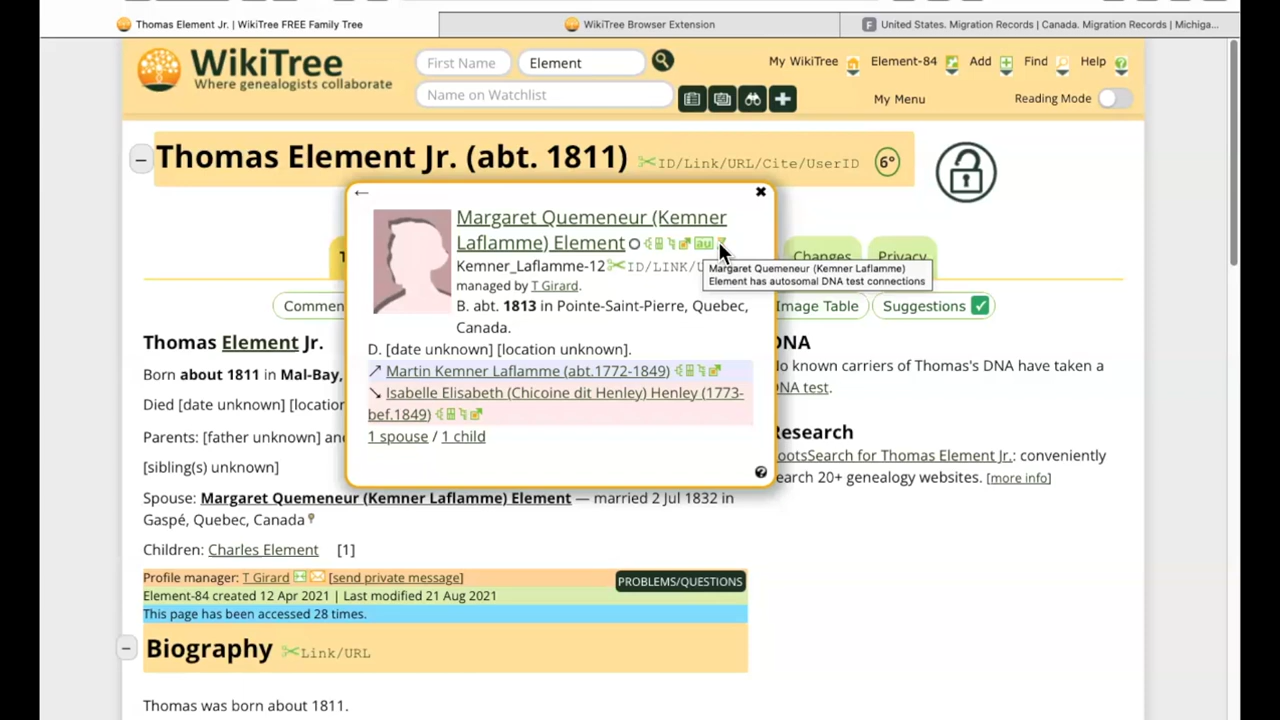 Thomas Element Jr. | WikiTree FREE Family Tree
WikiTree Browser Extension
United States. Migration Records | Canada. Migration Records | Michiga...
WikiTree
Where genealogists collaborate
First Name
Element
My WikiTree
Element-84
Add
Find
Help
Name on Watchlist
My Menu
Reading Mode
Thomas Element Jr. (abt. 1811)
ID/Link/URL/Cite/UserID
6°
Margaret Quemeneur (Kemner
Laflamme) Element
au
Kemner_Laflamme-12
ID/LINK/U
Margaret Quemeneur (Kemner Laflamme)
Element has autosomal DNA test connections
managed by T Girard.
B. abt. 1813 in Pointe-Saint-Pierre, Quebec,
Canada.
D. [date unknown] [location unknown].
Martin Kemner Laflamme (abt.1772-1849)
Isabelle Elisabeth (Chicoine dit Henley) Henley (1773-
bef.1849)
1 spouse / 1 child
Changes
Privacy
Commen
Image Table
Suggestions
Thomas Element Jr.
Born about 1811 in Mal-Bay,
Died [date unknown] [location
Parents: [father unknown] and
[sibling(s) unknown]
Spouse: Margaret Quemeneur (Kemner Laflamme) Element — married 2 Jul 1832 in
Gaspé, Quebec, Canada
Children: Charles Element [1]
Profile manager: T Girard [send private message]
PROBLEMS/QUESTIONS
Element-84 created 12 Apr 2021 | Last modified 21 Aug 2021
This page has been accessed 28 times.
Biography
Link/URL
Thomas was born about 1811.
DNA
No known carriers of Thomas's DNA have taken a
DNA test.
Research
RootsSearch for Thomas Element Jr.: conveniently
search 20+ genealogy websites. [more info]